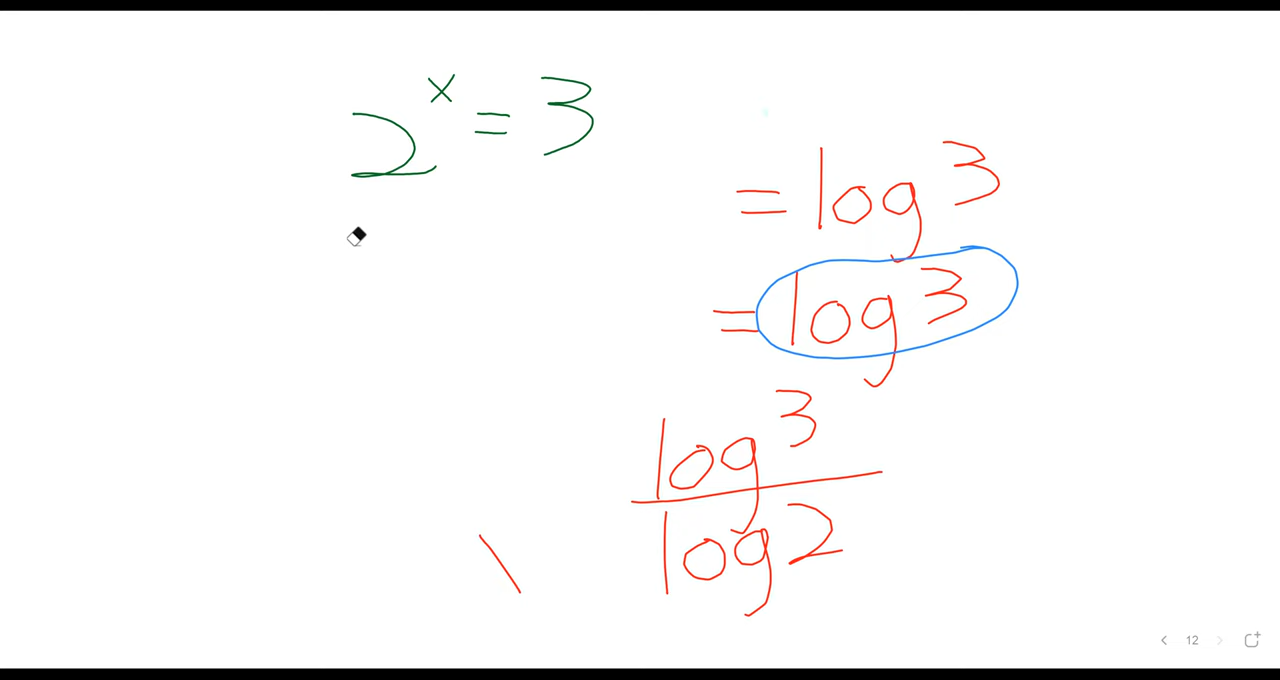 2^x = 3
= log 3
= log 3
log 3
log 2
12